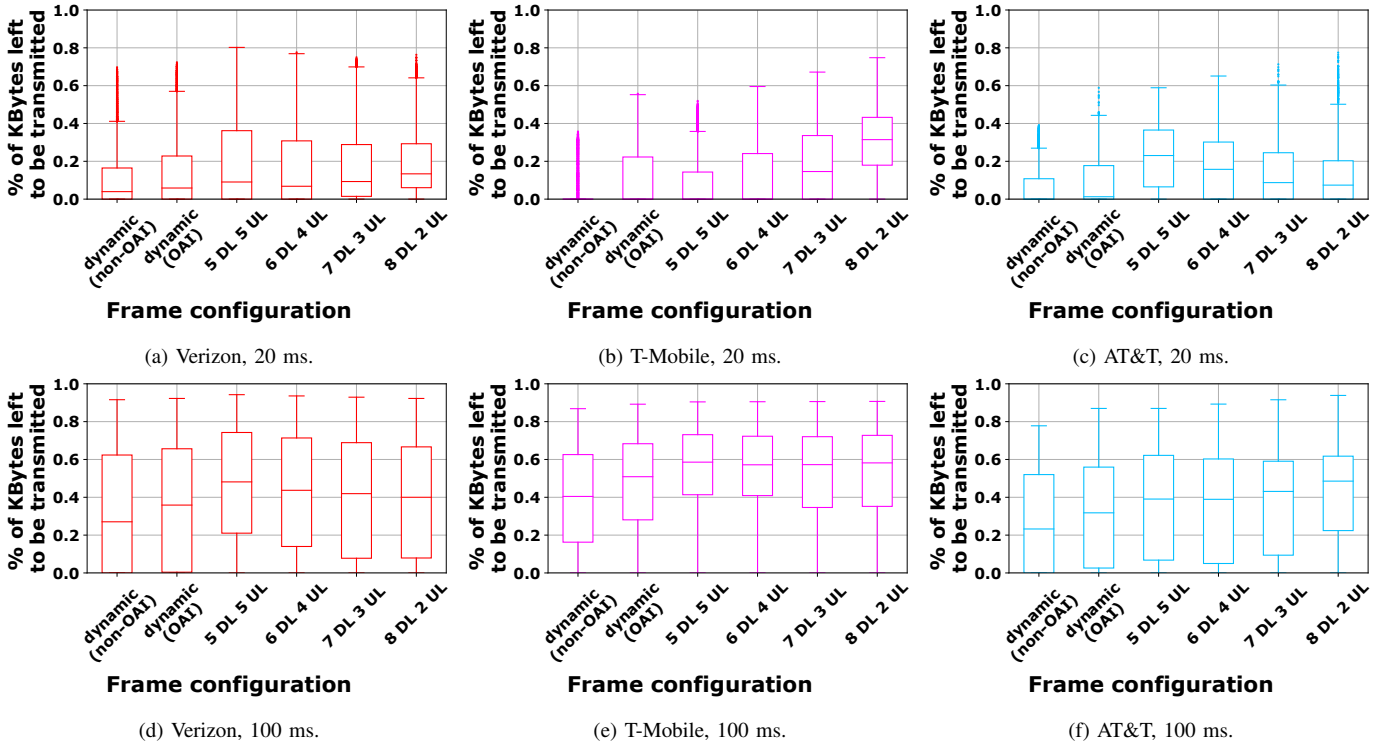 % of KBytes left
to be transmitted
1.0
0.8
0.6
0.4
0.2
0.0
dynamic
(non-OAI)
dynamic
(OAI)
5 DL 5 UL
6 DL 4 UL
7 DL 3 UL
8 DL 2 UL
Frame configuration
(a) Verizon, 20 ms.
% of KBytes left
to be transmitted
1.0
0.8
0.6
0.4
0.2
0.0
dynamic
(non-OAI)
dynamic
(OAI)
5 DL 5 UL
6 DL 4 UL
7 DL 3 UL
8 DL 2 UL
Frame configuration
(b) T-Mobile, 20 ms.
% of KBytes left
to be transmitted
1.0
0.8
0.6
0.4
0.2
0.0
dynamic
(non-OAI)
dynamic
(OAI)
5 DL 5 UL
6 DL 4 UL
7 DL 3 UL
8 DL 2 UL
Frame configuration
(c) AT&T, 20 ms.
% of KBytes left
to be transmitted
1.0
0.8
0.6
0.4
0.2
0.0
dynamic
(non-OAI)
dynamic
(OAI)
5 DL 5 UL
6 DL 4 UL
7 DL 3 UL
8 DL 2 UL
Frame configuration
(d) Verizon, 100 ms.
% of KBytes left
to be transmitted
1.0
0.8
0.6
0.4
0.2
0.0
dynamic
(non-OAI)
dynamic
(OAI)
5 DL 5 UL
6 DL 4 UL
7 DL 3 UL
8 DL 2 UL
Frame configuration
(e) T-Mobile, 100 ms.
% of KBytes left
to be transmitted
1.0
0.8
0.6
0.4
0.2
0.0
dynamic
(non-OAI)
dynamic
(OAI)
5 DL 5 UL
6 DL 4 UL
7 DL 3 UL
8 DL 2 UL
Frame configuration
(f) AT&T, 100 ms.